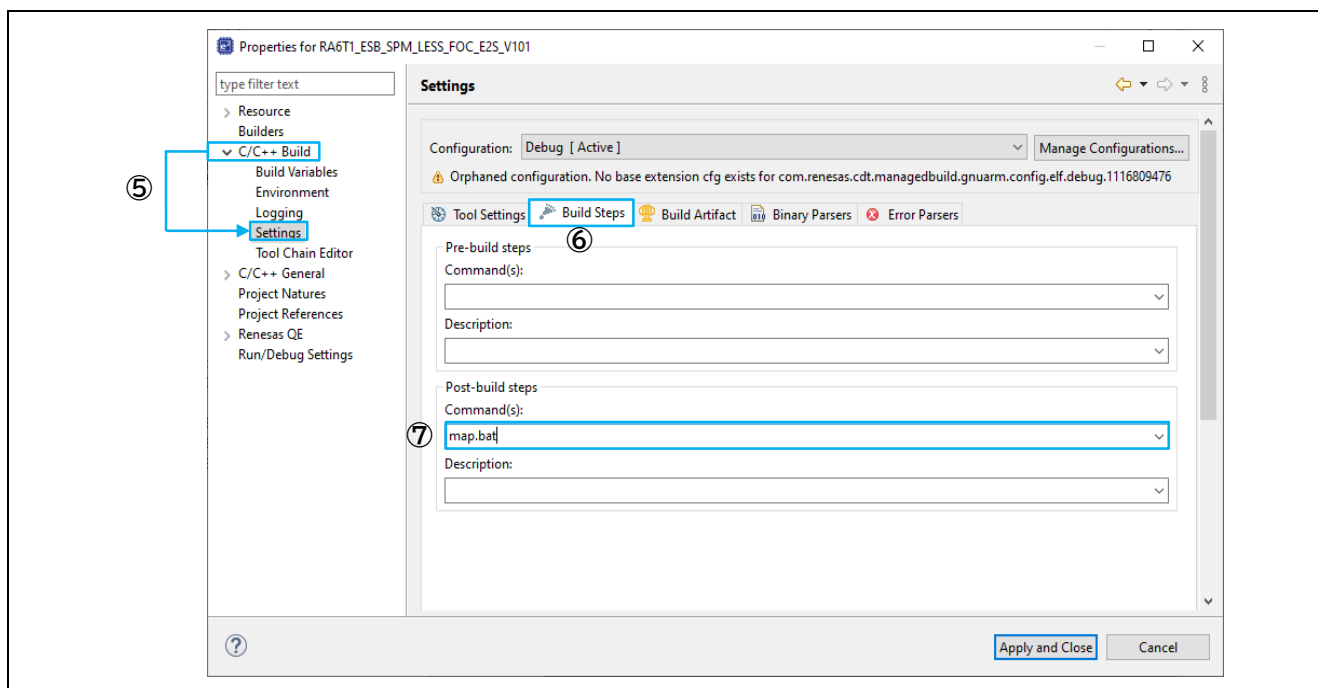 Properties for RA6T1_ESB_SPM_LESS_FOC_E2S_V101
type filter text
Settings
Resource
Builders
C/C++ Build
Build Variables
Environment
Logging
Settings
Tool Chain Editor
C/C++ General
Project Natures
Project References
Renesas QE
Run/Debug Settings
⑤
Configuration: Debug [ Active ] Manage Configurations...
Orphaned configuration. No base extension cfg exists for com.renesas.cdt.managedbuild.gnuarm.config.elf.debug.1116809476
Tool Settings Build Steps Build Artifact Binary Parsers Error Parsers
⑥
Pre-build steps
Command(s):
Description:
Post-build steps
Command(s):
⑦ map.bat
Description:
? Apply and Close Cancel